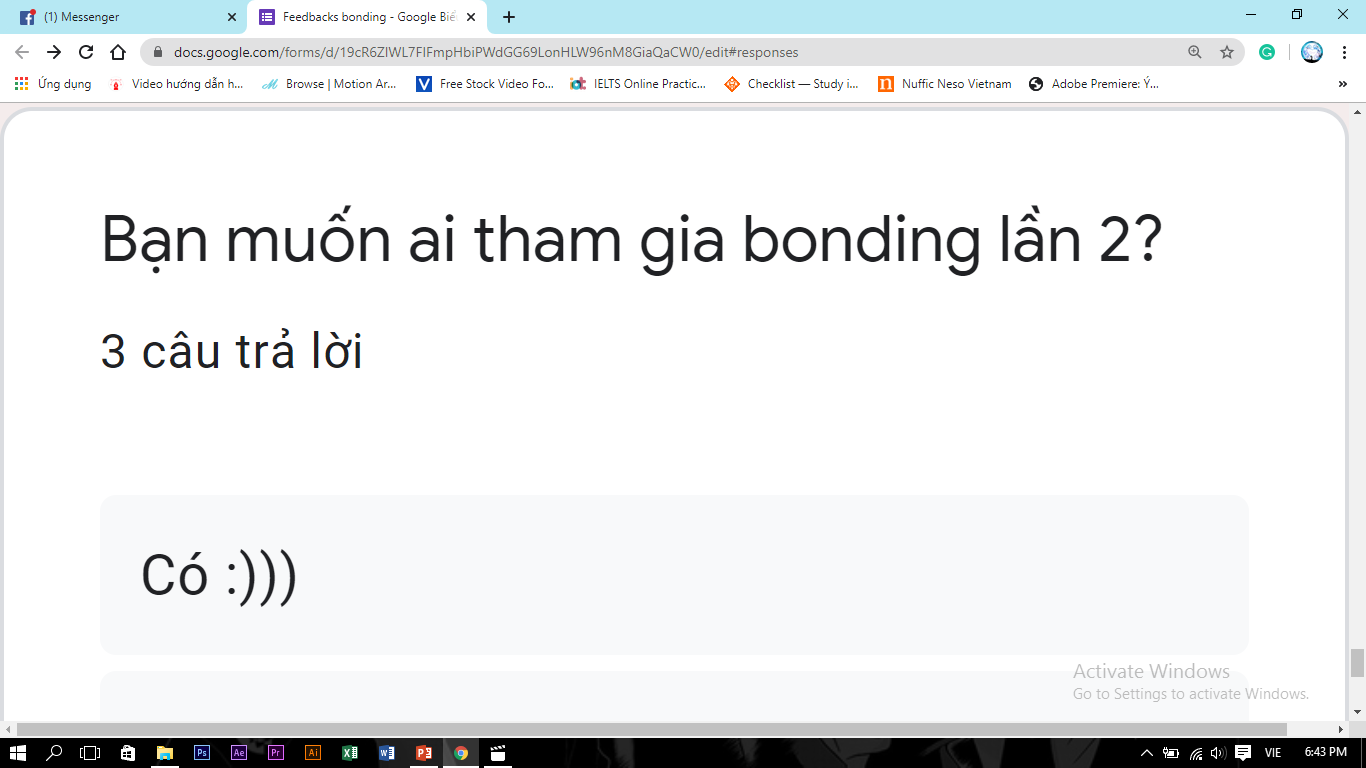 (1) Messenger
Feedbacks bonding - Google Biể
docs.google.com/forms/d/19cR6ZIWL7FIFmpHbiPWdGG69LonHLW96nM8GiaQaCW0/edit#responses
Ứng dụng
Video hướng dẫn h...
Browse | Motion Ar...
Free Stock Video Fo...
IELTS Online Practic...
Checklist — Study i...
Nuffic Neso Vietnam
Adobe Premiere: Ý...
Bạn muốn ai tham gia bonding lần 2?
3 câu trả lời
Có :)))
Activate Windows
Go to Settings to activate Windows.
VIE
6:43 PM